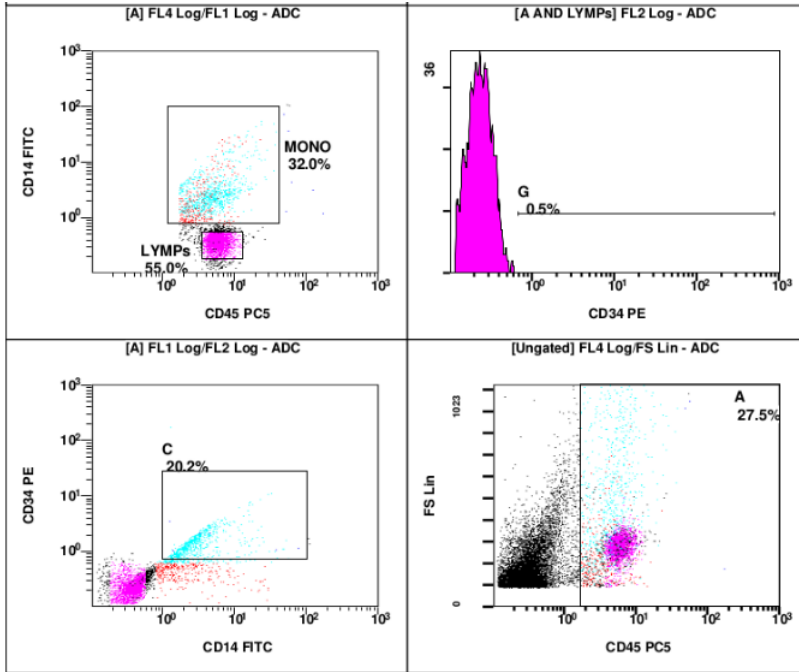 [A] FL4 Log/FL1 Log - ADC
10³
10²
10¹
10⁰
CD14 FITC
MONO
32.0%
LYMPs
55.0%
10⁰ 10¹ 10² 10³
CD45 PC5
[A AND LYMPs] FL2 Log - ADC
36
G
0.5%
10⁰ 10¹ 10² 10³
CD34 PE
[A] FL1 Log/FL2 Log - ADC
10³
10²
10¹
10⁰
CD34 PE
C
20.2%
10⁰ 10¹ 10² 10³
CD14 FITC
[Ungated] FL4 Log/FS Lin - ADC
1023
0
FS Lin
A
27.5%
10⁰ 10¹ 10² 10³
CD45 PC5